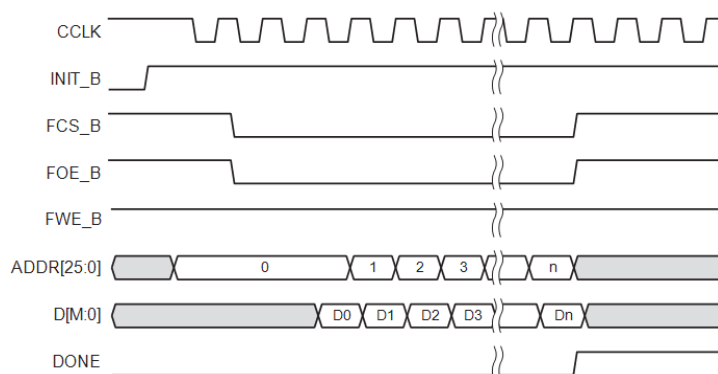 CCLK
INIT_B
FCS_B
FOE_B
FWE_B
ADDR[25:0] 0 1 2 3 n
D[M:0] D0 D1 D2 D3 Dn
DONE